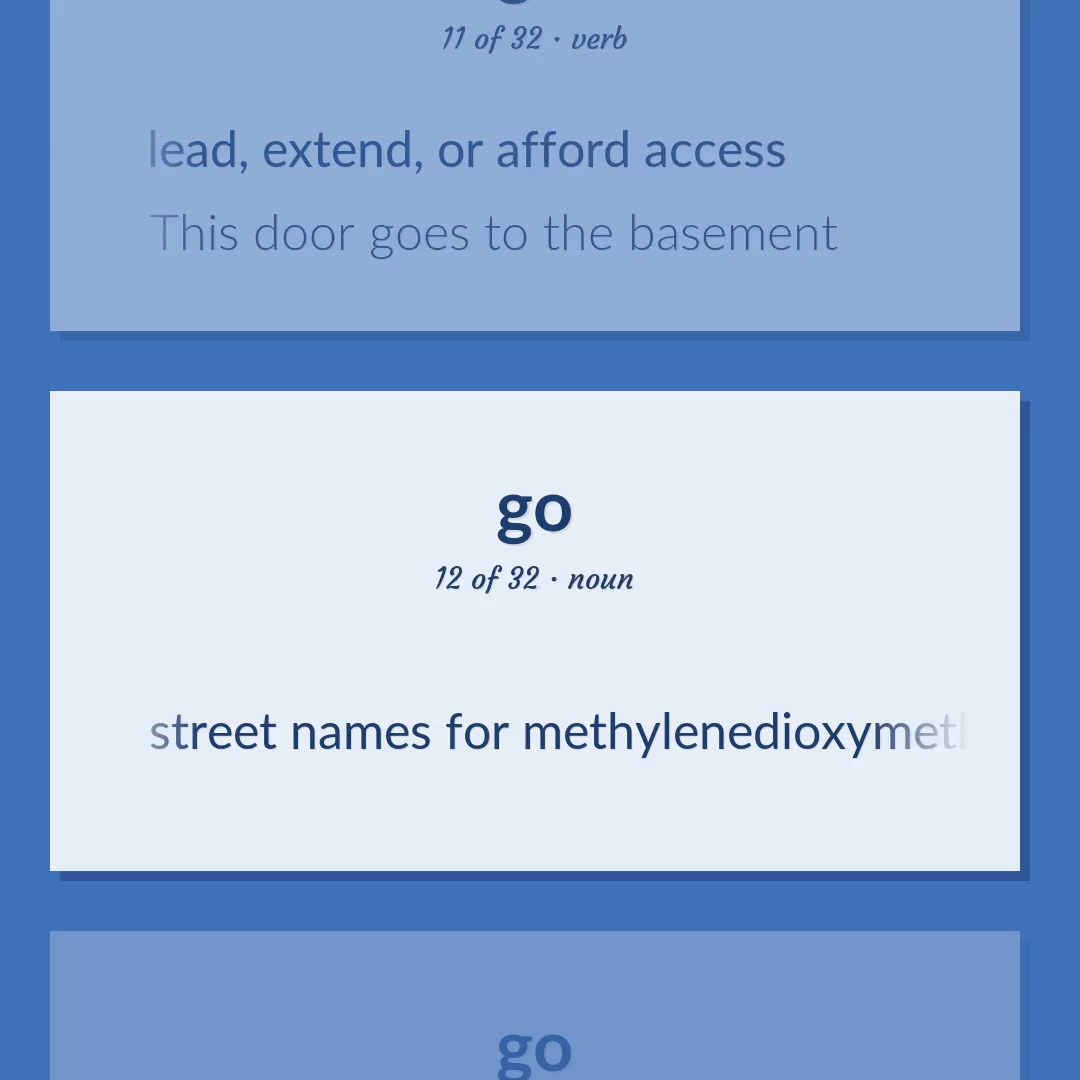 11 of 32 · verb
lead, extend, or afford access
This door goes to the basement
go
12 of 32 · noun
street names for methylenedioxymet
go